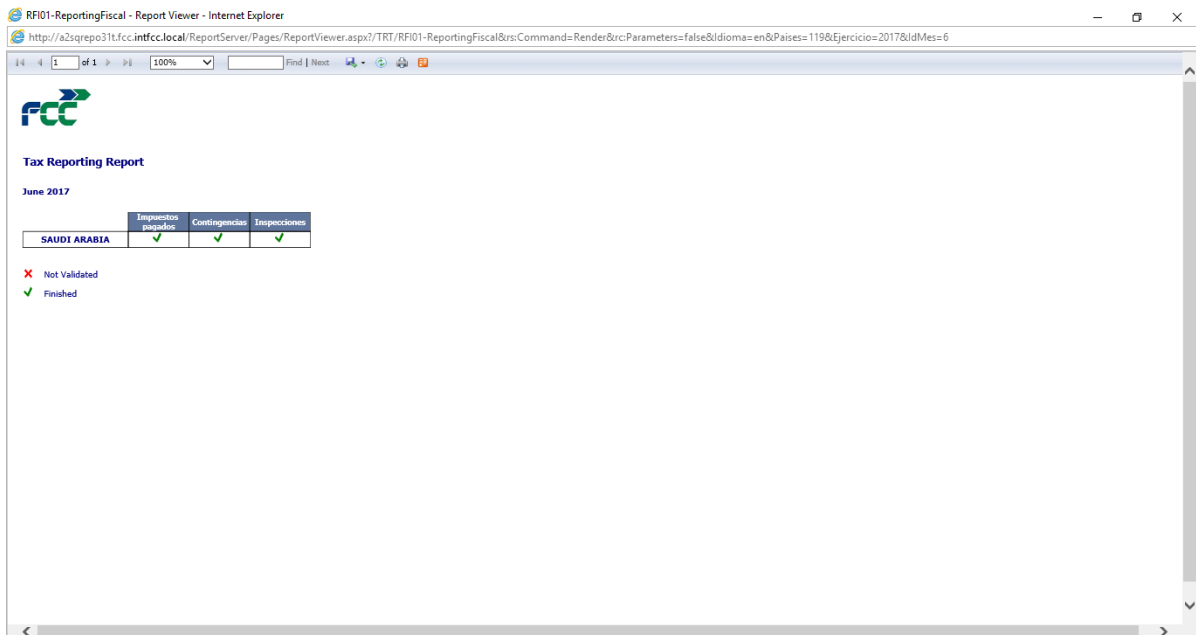 RFI01-ReportingFiscal - Report Viewer - Internet Explorer
http://a2sqrepo31t.fcc.intfcc.local/ReportServer/Pages/ReportViewer.aspx?/TRT/RFI01-ReportingFiscal&rs:Command=Render&rc:Parameters=false&Idioma=en&Paises=119&Ejercicio=2017&IdMes=6
1 of 1 100% Find | Next
FCC
Tax Reporting Report
June 2017
Impuestos pagados Contingencias Inspecciones
SAUDI ARABIA
Not Validated
Finished